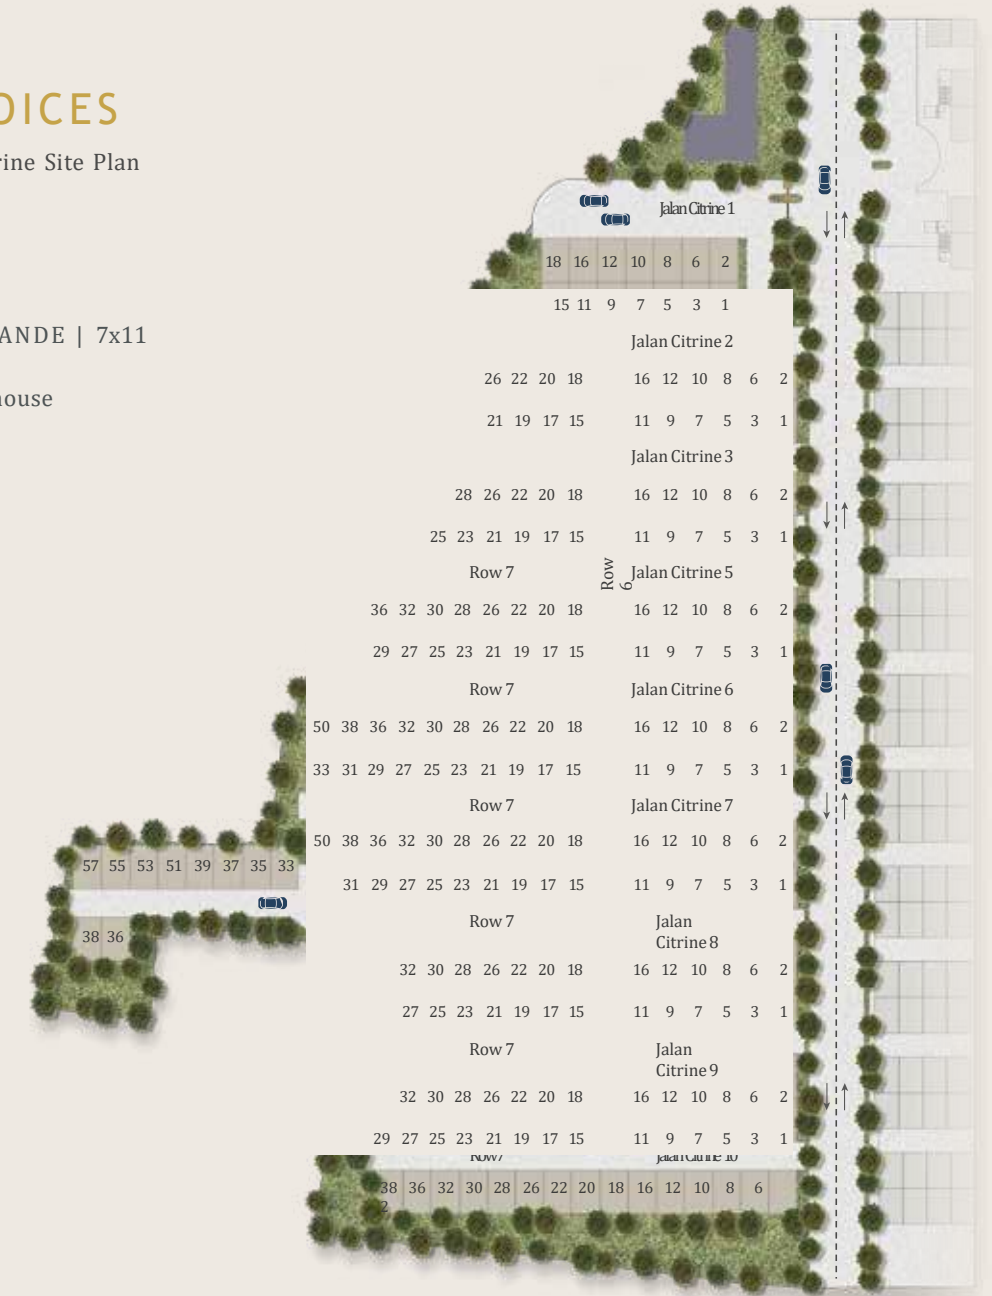 OICES
rine Site Plan
ANDE | 7x11
house
Jalan Citrine 1
18 16 12 10 8 6 2
15 11 9 7 5 3 1
Jalan Citrine 2
26 22 20 18 16 12 10 8 6 2
21 19 17 15 11 9 7 5 3 1
Jalan Citrine 3
28 26 22 20 18 16 12 10 8 6 2
25 23 21 19 17 15 11 9 7 5 3 1
Row 7 Row 6 Jalan Citrine 5
36 32 30 28 26 22 20 18 16 12 10 8 6 2
29 27 25 23 21 19 17 15 11 9 7 5 3 1
Row 7 Jalan Citrine 6
50 38 36 32 30 28 26 22 20 18 16 12 10 8 6 2
33 31 29 27 25 23 21 19 17 15 11 9 7 5 3 1
Row 7 Jalan Citrine 7
50 38 36 32 30 28 26 22 20 18 16 12 10 8 6 2
57 55 53 51 39 37 35 33
31 29 27 25 23 21 19 17 15 11 9 7 5 3 1
Row 7 Jalan
Citrine 8
38 36
32 30 28 26 22 20 18 16 12 10 8 6 2
27 25 23 21 19 17 15 11 9 7 5 3 1
Row 7 Jalan
Citrine 9
32 30 28 26 22 20 18 16 12 10 8 6 2
29 27 25 23 21 19 17 15 11 9 7 5 3 1
Row 7 Jalan Citrine 10
38 36 32 30 28 26 22 20 18 16 12 10 8 6
2